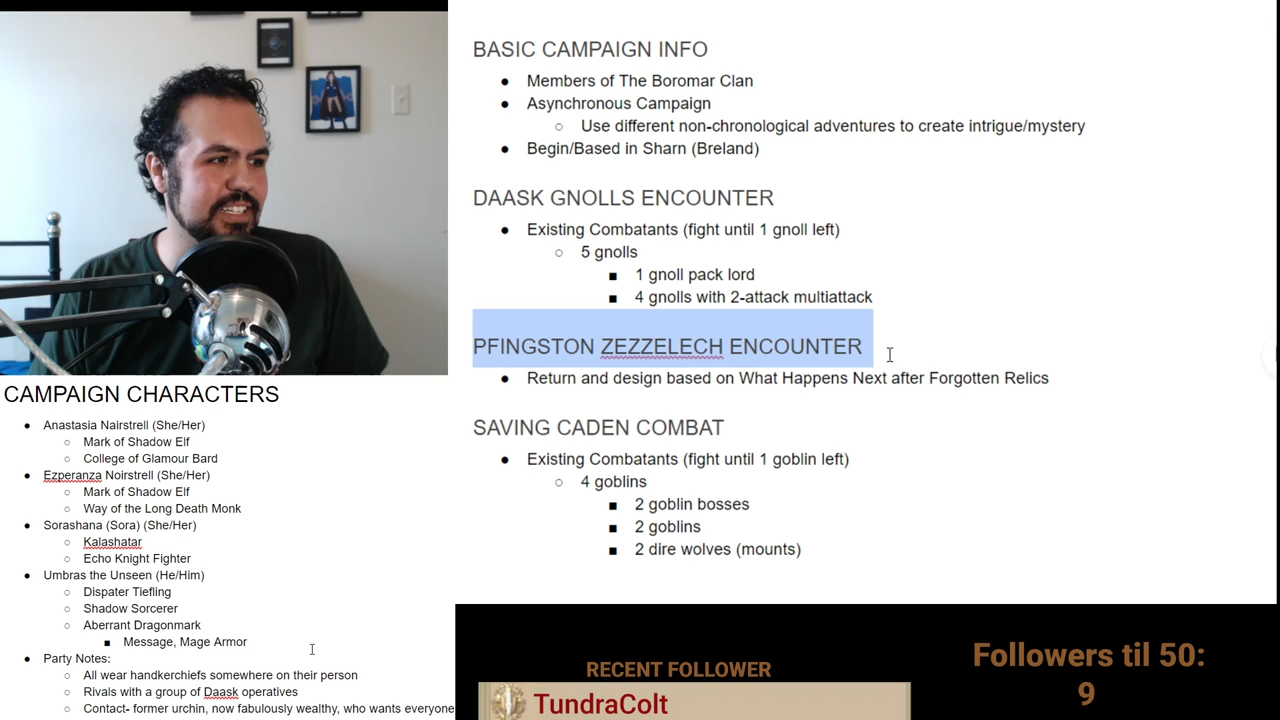 BASIC CAMPAIGN INFO
● Members of The Boromar Clan
● Asynchronous Campaign
○ Use different non-chronological adventures to create intrigue/mystery
● Begin/Based in Sharn (Breland)
DAASK GNOLLS ENCOUNTER
● Existing Combatants (fight until 1 gnoll left)
○ 5 gnolls
■ 1 gnoll pack lord
■ 4 gnolls with 2-attack multiattack
PFINGSTON ZEZZELECH ENCOUNTER
● Return and design based on What Happens Next after Forgotten Relics
SAVING CADEN COMBAT
● Existing Combatants (fight until 1 goblin left)
○ 4 goblins
■ 2 goblin bosses
■ 2 goblins
■ 2 dire wolves (mounts)
CAMPAIGN CHARACTERS
● Anastasia Nairstrell (She/Her)
○ Mark of Shadow Elf
○ College of Glamour Bard
● Ezperanza Noirstrell (She/Her)
○ Mark of Shadow Elf
○ Way of the Long Death Monk
● Sorashana (Sora) (She/Her)
○ Kalashatar
○ Echo Knight Fighter
● Umbras the Unseen (He/Him)
○ Dispater Tiefling
○ Shadow Sorcerer
○ Aberrant Dragonmark
■ Message, Mage Armor
● Party Notes:
○ All wear handkerchiefs somewhere on their person
○ Rivals with a group of Daask operatives
○ Contact- former urchin, now fabulously wealthy, who wants everyone
RECENT FOLLOWER
TundraColt
Followers til 50:
9